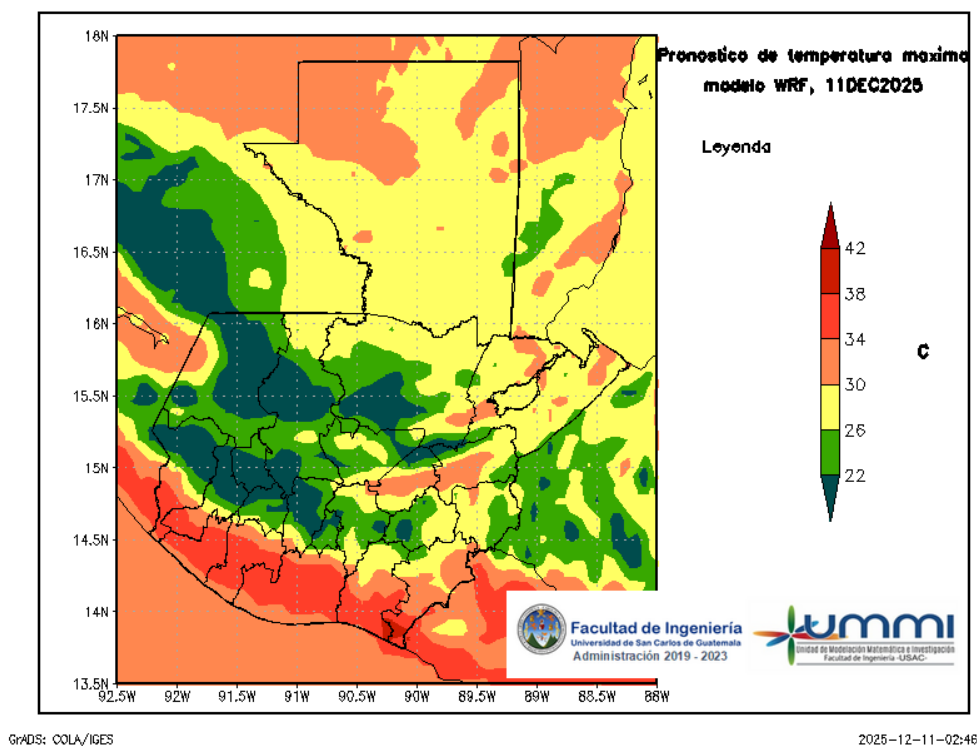 Pronostico de temperatura maxima
modelo WRF, 11DEC2025
Leyenda
42
38
34
30
26
22
C
18N
17.5N
17N
16.5N
16N
15.5N
15N
14.5N
14N
13.5N
92.5W 92W 91.5W 91W 90.5W 90W 89.5W 89W 88.5W 88W
Facultad de Ingeniería
Universidad de San Carlos de Guatemala
Administración 2019 - 2023
ummi
Unidad de Modelación Matemática e Investigación
Facultad de Ingeniería -USAC-
GrADS: COLA/IGES
2025-12-11-02:46